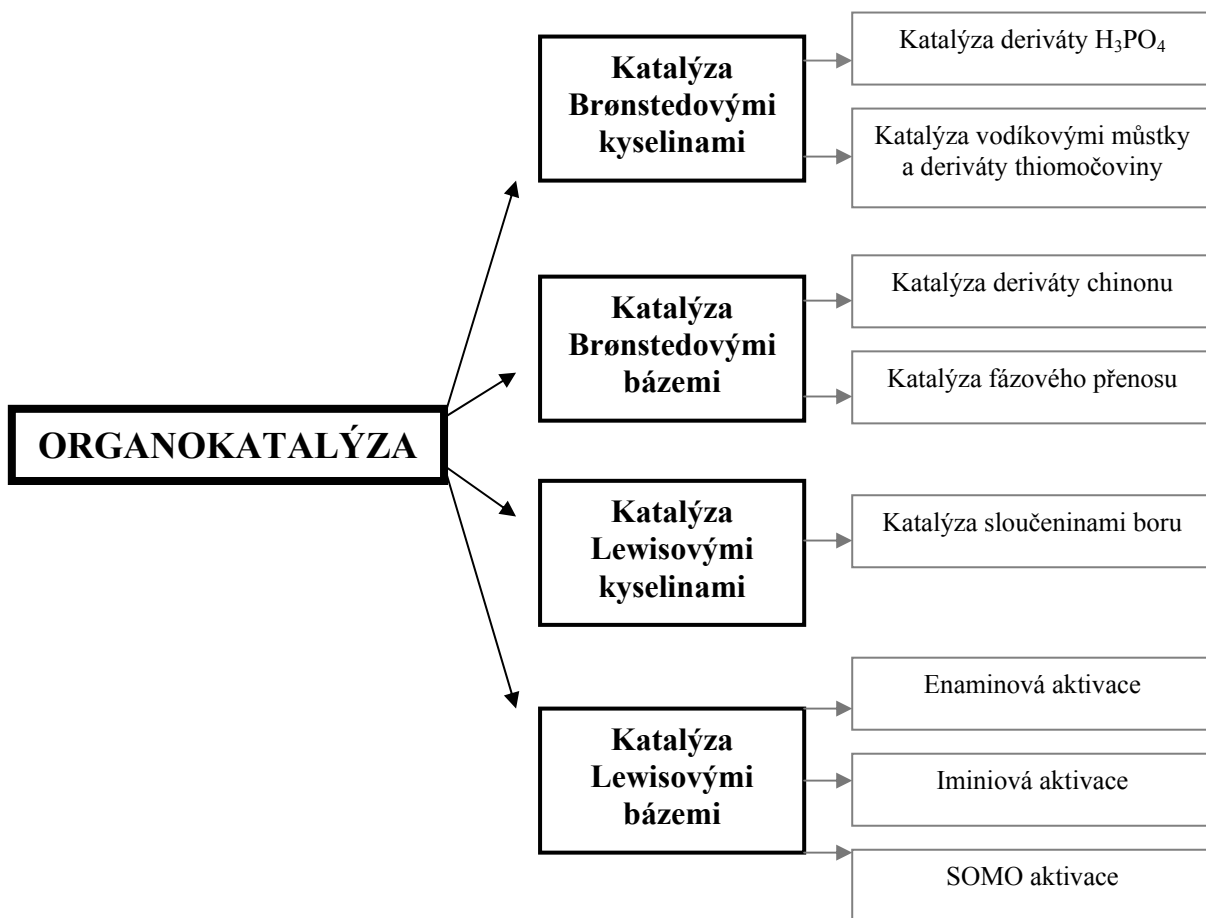 ORGANOKATALÝZA
Katalýza
Brønstedovými
kyselinami
Katalýza deriváty H₃PO₄
Katalýza vodíkovými můstky
a deriváty thiomočoviny
Katalýza
Brønstedovými
bázemi
Katalýza deriváty chinonu
Katalýza fázového přenosu
Katalýza
Lewisovými
kyselinami
Katalýza sloučeninami boru
Katalýza
Lewisovými
bázemi
Enaminová aktivace
Iminiová aktivace
SOMO aktivace